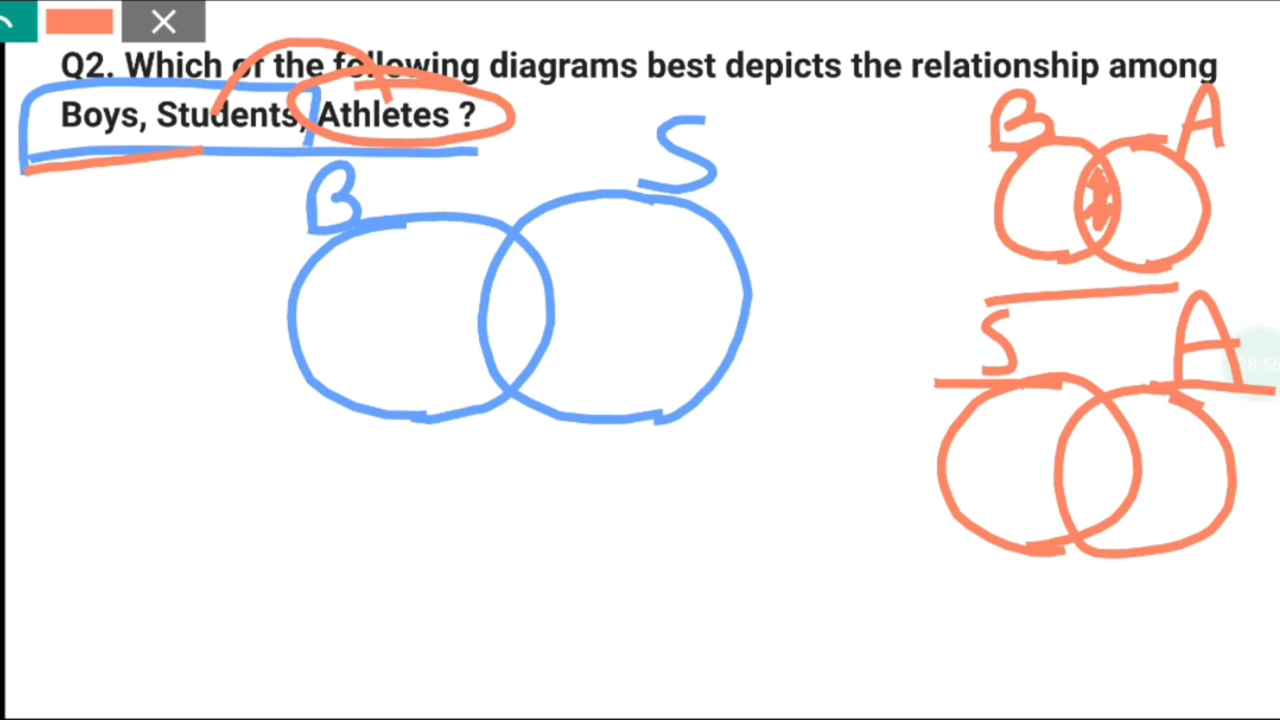 Q2. Which of the following diagrams best depicts the relationship among
Boys, Students, Athletes ?
B
S
B
A
S
A